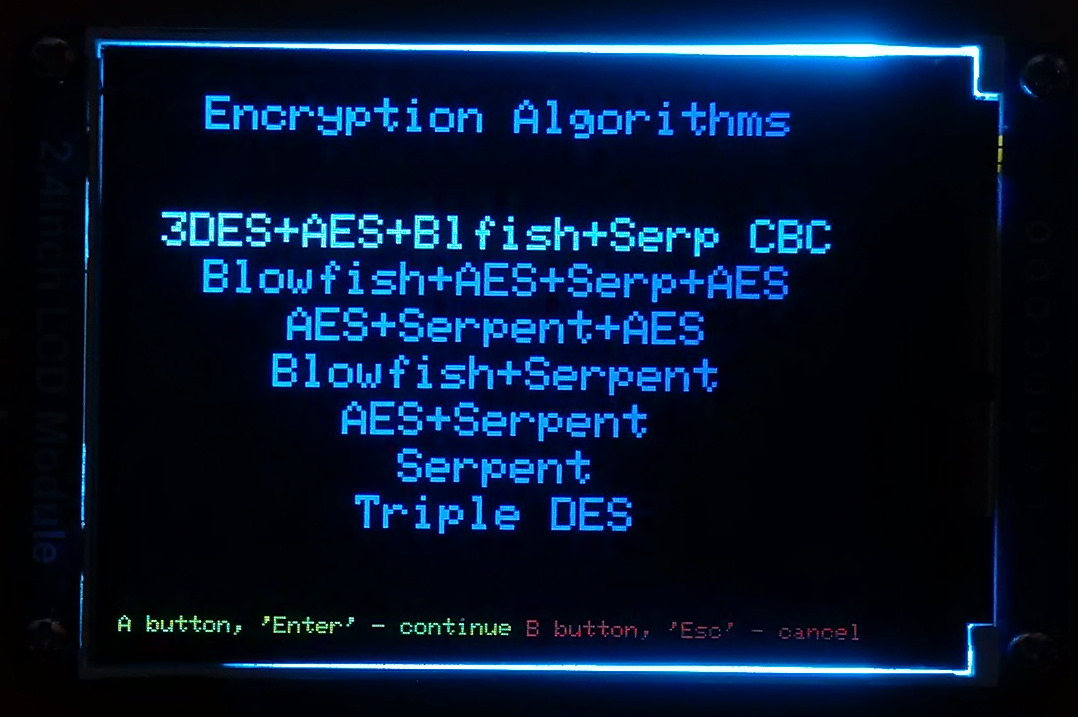 Encryption Algorithms
3DES+AES+Blfish+Serp CBC
Blowfish+AES+Serp+AES
AES+Serpent+AES
Blowfish+Serpent
AES+Serpent
Serpent
Triple DES
A button, 'Enter' - continue B button, 'Esc' - cancel
2.4inch LCD Module